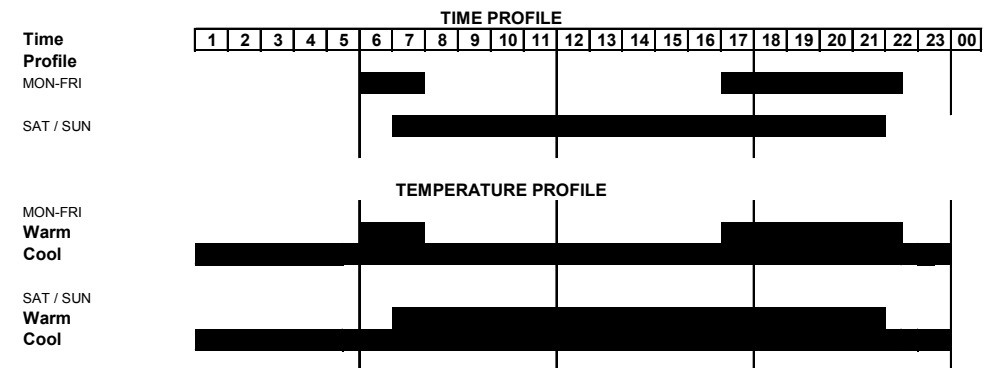 TIME PROFILE
Time 1 2 3 4 5 6 7 8 9 10 11 12 13 14 15 16 17 18 19 20 21 22 23 00
Profile
MON-FRI
SAT / SUN
TEMPERATURE PROFILE
MON-FRI
Warm
Cool
SAT / SUN
Warm
Cool